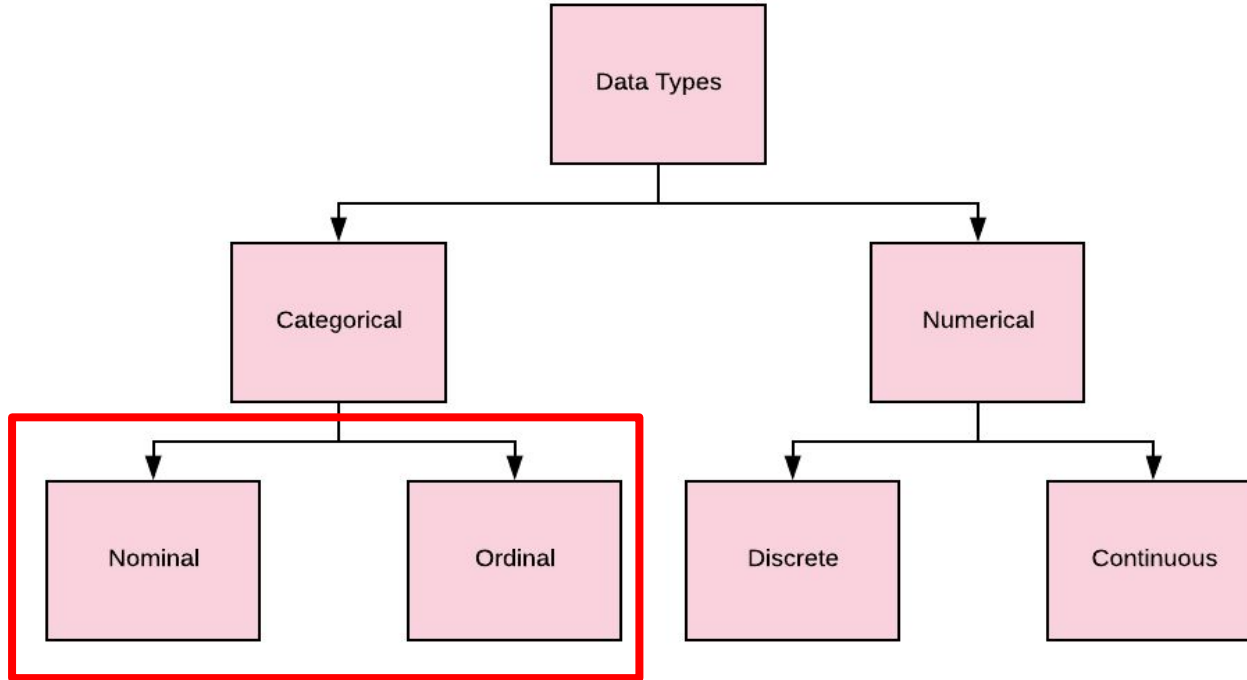 Data Types
Categorical
Numerical
Nominal
Ordinal
Discrete
Continuous